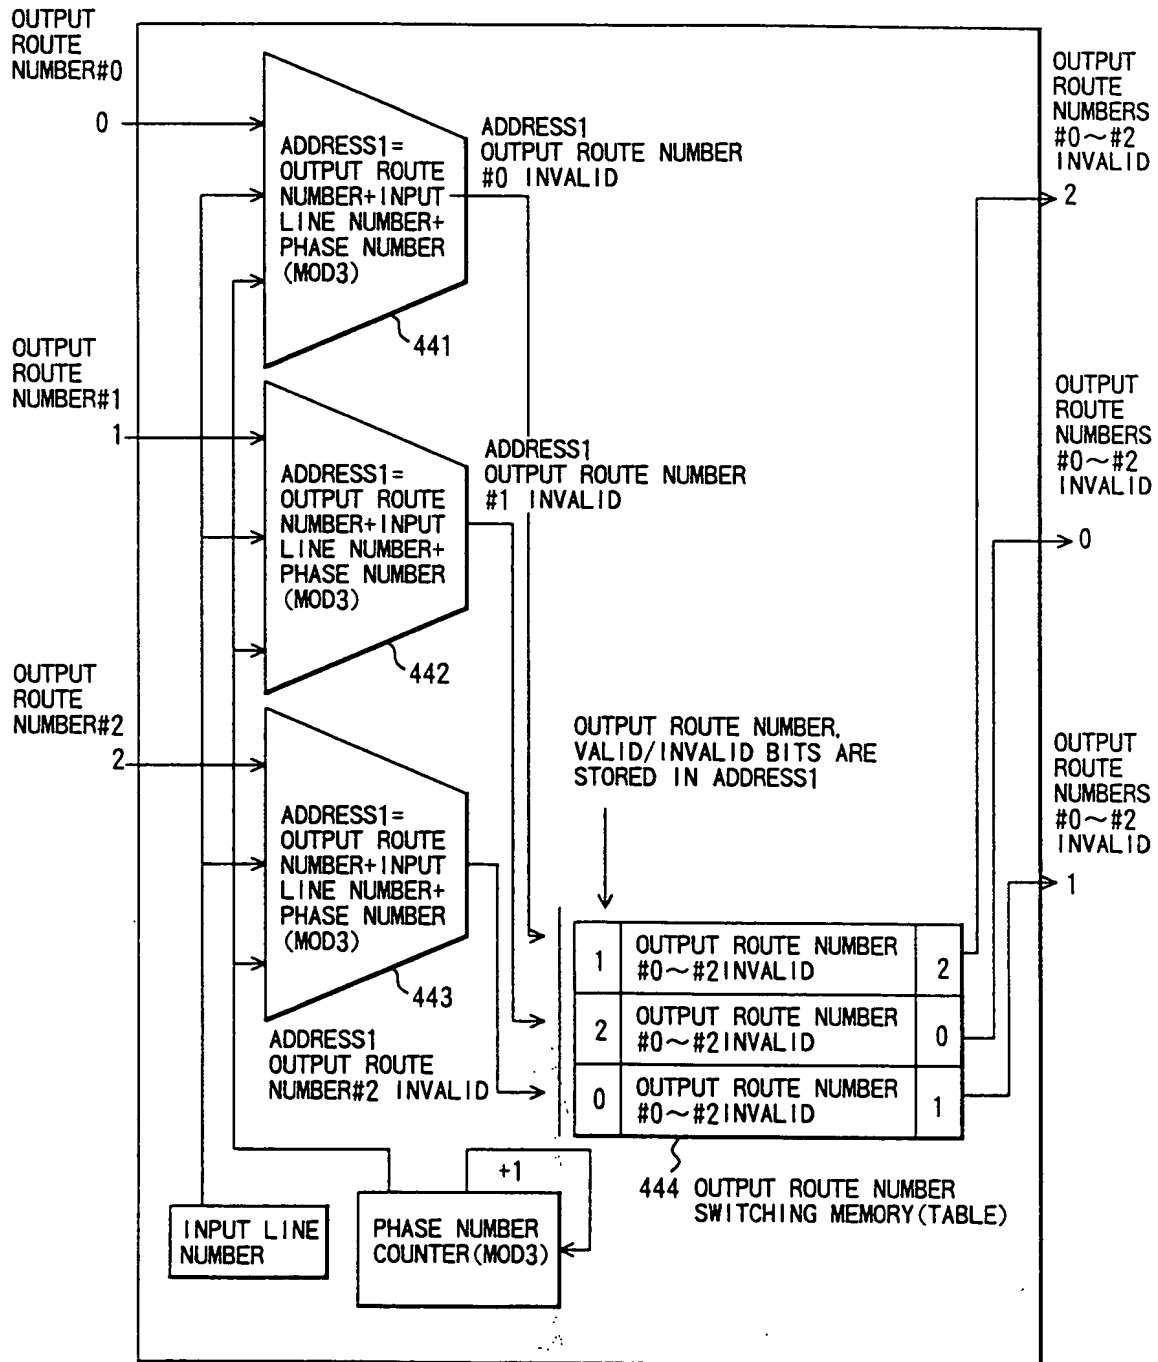 OUTPUT
ROUTE
NUMBER#0
0
ADDRESS1=
OUTPUT ROUTE
NUMBER+INPUT
LINE NUMBER+
PHASE NUMBER
(MOD3)
441
ADDRESS1
OUTPUT ROUTE NUMBER
#0 INVALID
OUTPUT
ROUTE
NUMBERS
#0~#2
INVALID
2
OUTPUT
ROUTE
NUMBER#1
1
ADDRESS1=
OUTPUT ROUTE
NUMBER+INPUT
LINE NUMBER+
PHASE NUMBER
(MOD3)
442
ADDRESS1
OUTPUT ROUTE NUMBER
#1 INVALID
OUTPUT
ROUTE
NUMBERS
#0~#2
INVALID
0
OUTPUT
ROUTE
NUMBER#2
2
ADDRESS1=
OUTPUT ROUTE
NUMBER+INPUT
LINE NUMBER+
PHASE NUMBER
(MOD3)
443
ADDRESS1
OUTPUT ROUTE
NUMBER#2 INVALID
OUTPUT ROUTE NUMBER,
VALID/INVALID BITS ARE
STORED IN ADDRESS1
OUTPUT
ROUTE
NUMBERS
#0~#2
INVALID
1
1
OUTPUT ROUTE NUMBER
#0~#2INVALID
2
2
OUTPUT ROUTE NUMBER
#0~#2INVALID
0
0
OUTPUT ROUTE NUMBER
#0~#2INVALID
1
444 OUTPUT ROUTE NUMBER
SWITCHING MEMORY(TABLE)
+1
INPUT LINE
NUMBER
PHASE NUMBER
COUNTER(MOD3)